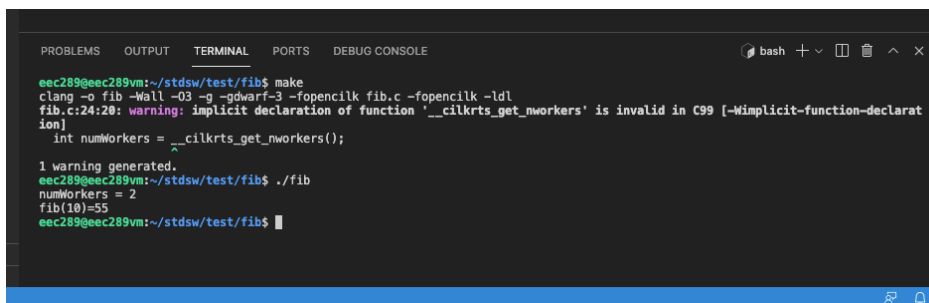 PROBLEMS OUTPUT TERMINAL PORTS DEBUG CONSOLE bash
eec289@eec289vm:~/stdsw/test/fib$ make
clang -o fib -Wall -O3 -g -gdwarf-3 -fopencilk fib.c -fopencilk -ldl
fib.c:24:20: warning: implicit declaration of function '__cilkrts_get_nworkers' is invalid in C99 [-Wimplicit-function-declarat
ion]
int numWorkers = __cilkrts_get_nworkers();
^
1 warning generated.
eec289@eec289vm:~/stdsw/test/fib$ ./fib
numWorkers = 2
fib(10)=55
eec289@eec289vm:~/stdsw/test/fib$